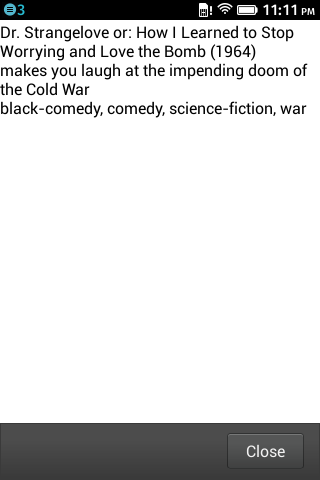 3
11:11 PM
Dr. Strangelove or: How I Learned to Stop
Worrying and Love the Bomb (1964)
makes you laugh at the impending doom of
the Cold War
black-comedy, comedy, science-fiction, war
Close